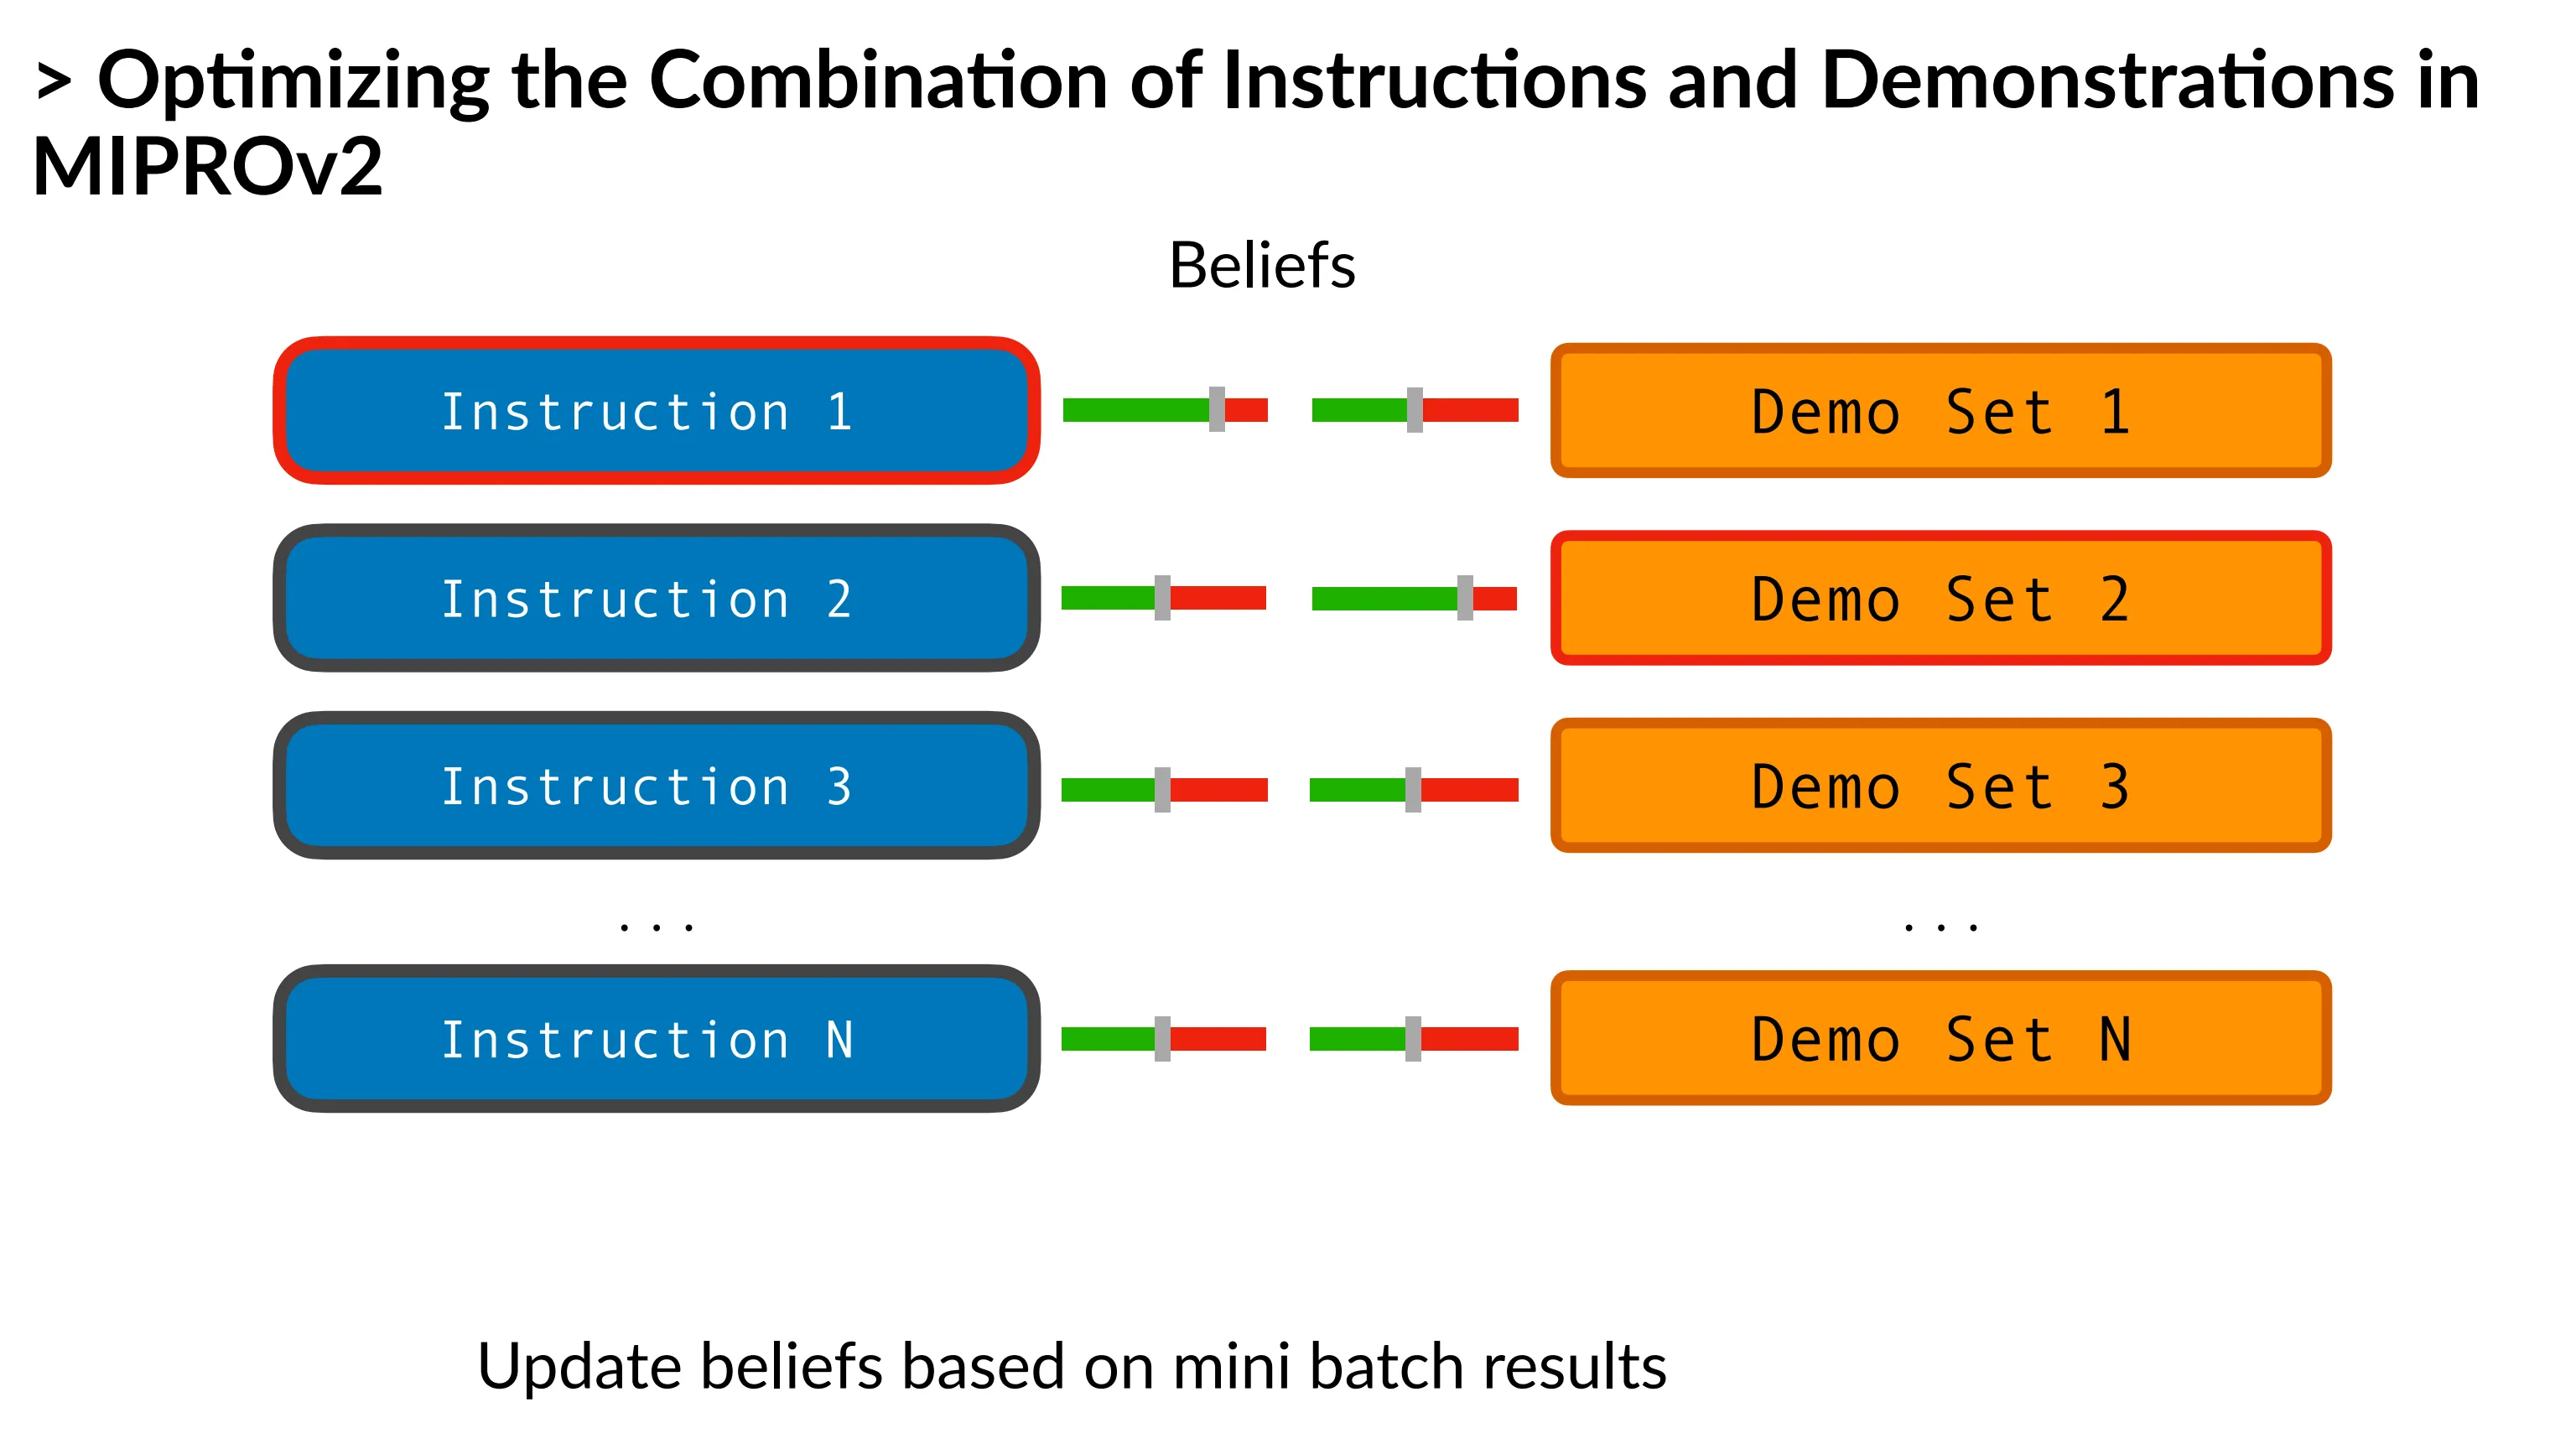 > Optimizing the Combination of Instructions and Demonstrations in
MIPROv2
Beliefs
Instruction 1
Demo Set 1
Instruction 2
Demo Set 2
Instruction 3
Demo Set 3
...
...
Instruction N
Demo Set N
Update beliefs based on mini batch results